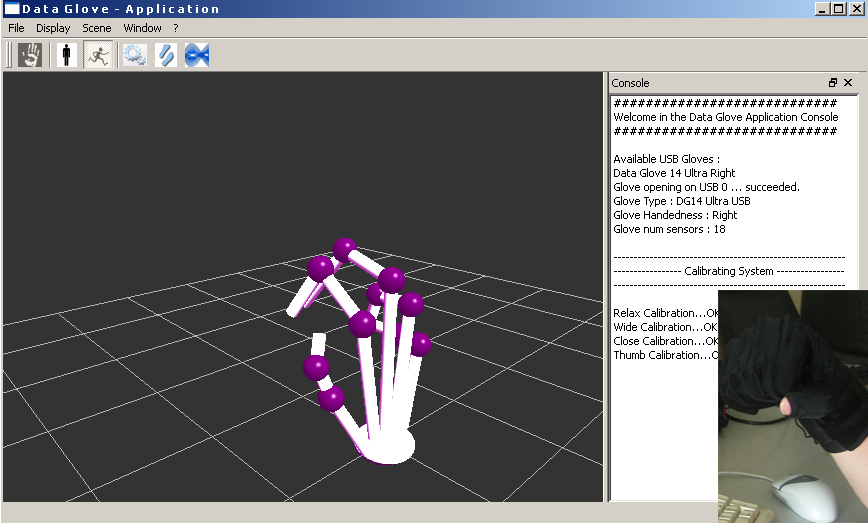 Data Glove - Application
File Display Scene Window ?
Console
############################
Welcome in the Data Glove Application Console
############################
Available USB Gloves :
Data Glove 14 Ultra Right
Glove opening on USB 0 ... succeeded.
Glove Type : DG14 Ultra USB
Glove Handedness : Right
Glove num sensors : 18
---------------------------------------------------------
----------------- Calibrating System -----------------
---------------------------------------------------------
Relax Calibration...OK
Wide Calibration...OK
Close Calibration...OK
Thumb Calibration...